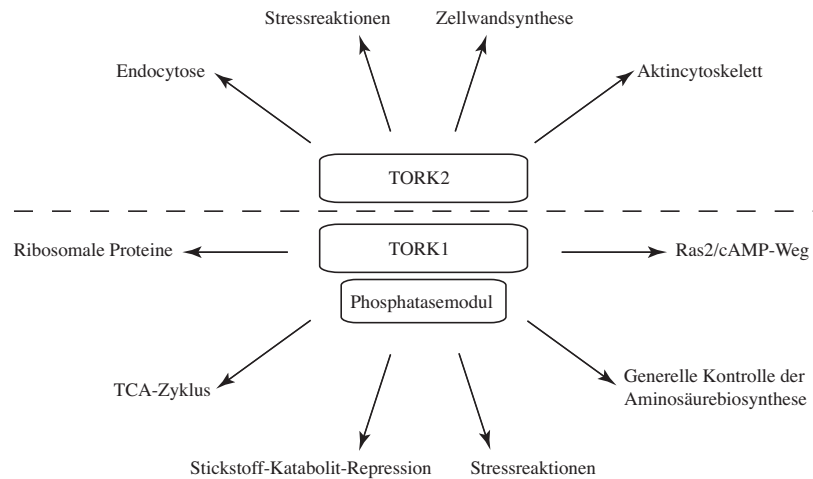 Stressreaktionen
Zellwandsynthese
Endocytose
Aktincytoskelett
TORK2
Ribosomale Proteine
TORK1
Ras2/cAMP-Weg
Phosphatasemodul
TCA-Zyklus
Generelle Kontrolle der
Aminosäurebiosynthese
Stickstoff-Katabolit-Repression
Stressreaktionen